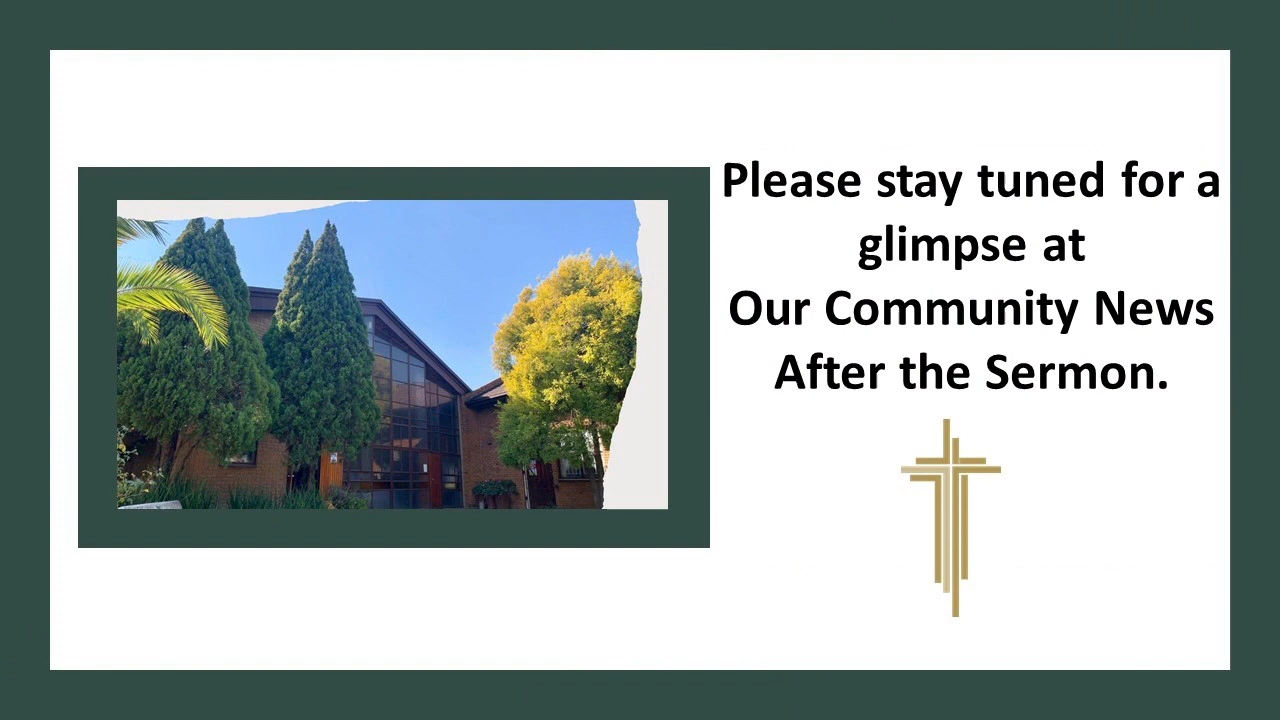 Please stay tuned for a
glimpse at
Our Community News
After the Sermon.